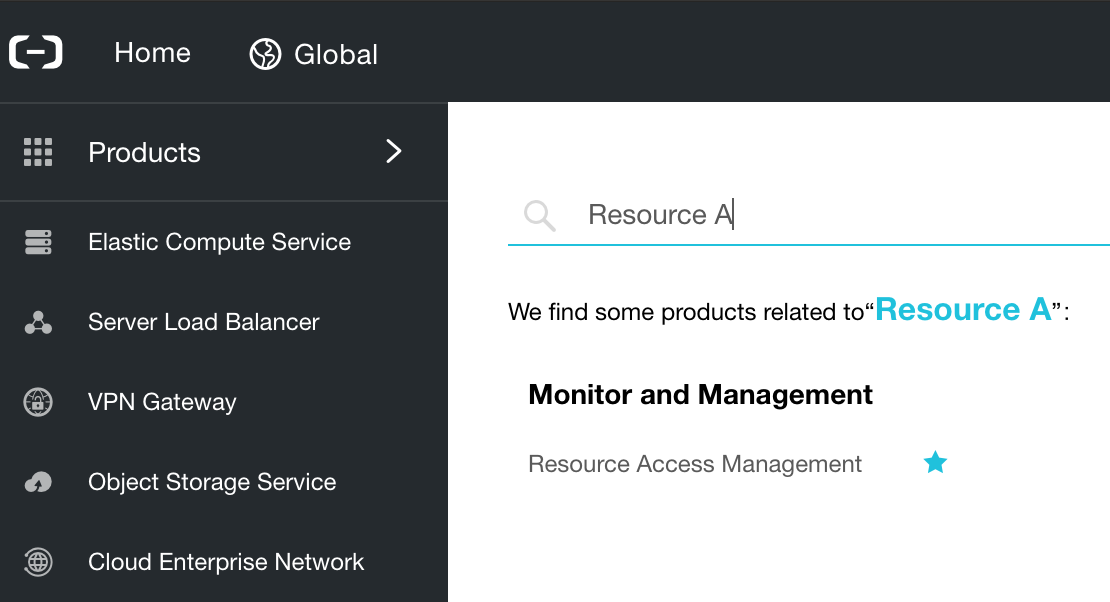 Home Global
Products
Elastic Compute Service
Server Load Balancer
VPN Gateway
Object Storage Service
Cloud Enterprise Network
Resource A
We find some products related to“Resource A”:
Monitor and Management
Resource Access Management